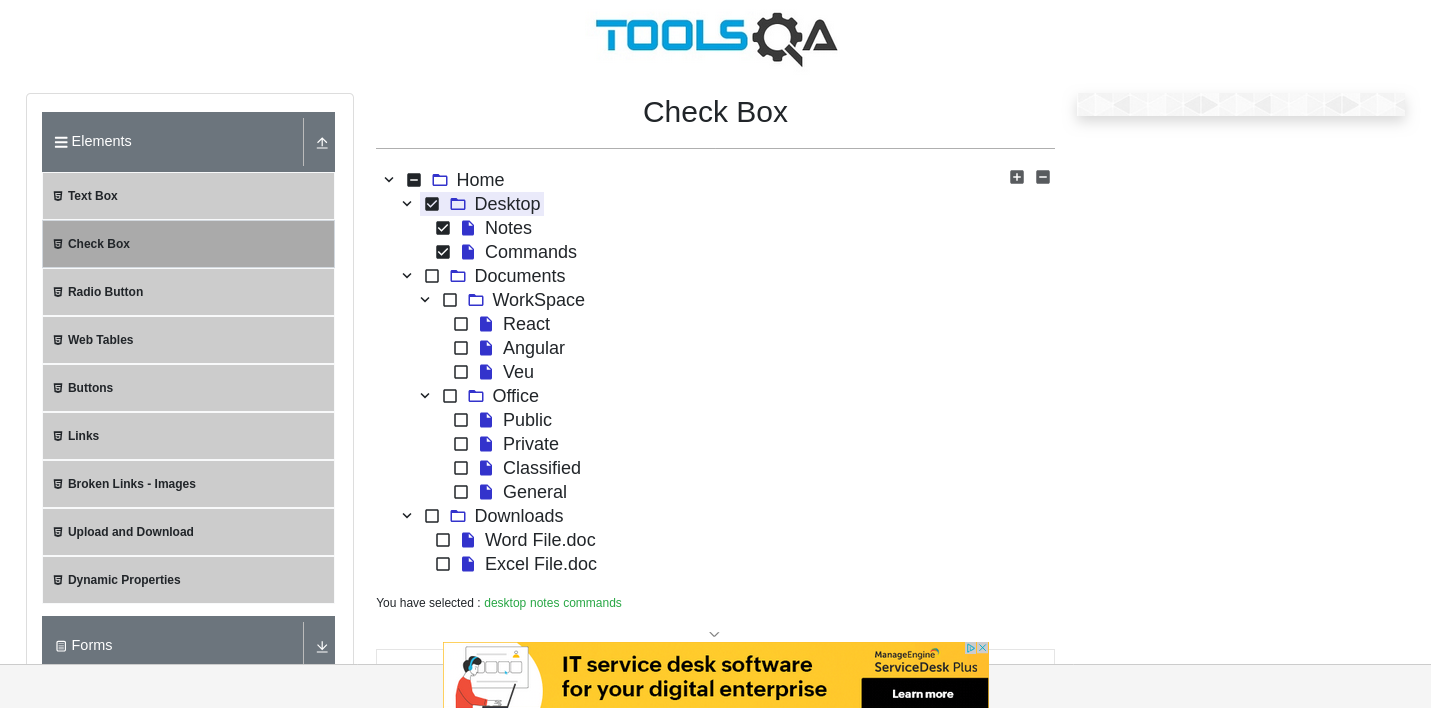 TOOLSQA
Elements
Text Box
Check Box
Radio Button
Web Tables
Buttons
Links
Broken Links - Images
Upload and Download
Dynamic Properties
Forms
Check Box
Home
Desktop
Notes
Commands
Documents
WorkSpace
React
Angular
Veu
Office
Public
Private
Classified
General
Downloads
Word File.doc
Excel File.doc
You have selected : desktop notes commands
IT service desk software
for your digital enterprise
ManageEngine
ServiceDesk Plus
Learn more